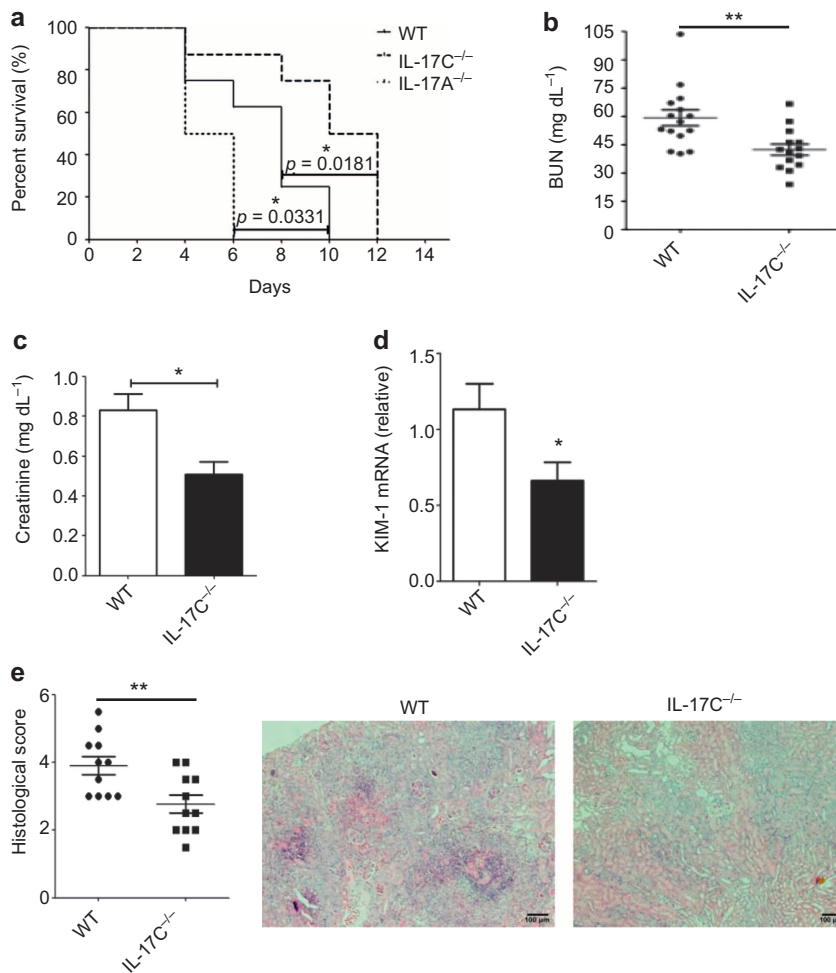 a
Percent survival (%)
100
80
60
40
20
0
0 2 4 6 8 10 12 14
Days
WT
IL-17C−/−
IL-17A−/−
*
p = 0.0181
*
p = 0.0331
b
BUN (mg dL−1)
105
90
75
60
45
30
15
0
**
WT
IL-17C−/−
c
Creatinine (mg dL−1)
1.0
0.8
0.6
0.4
0.2
0.0
*
WT
IL-17C−/−
d
KIM-1 mRNA (relative)
1.5
1.0
0.5
0.0
*
WT
IL-17C−/−
e
Histological score
6
4
2
0
**
WT
IL-17C−/−
WT
IL-17C−/−
100 µm
100 µm